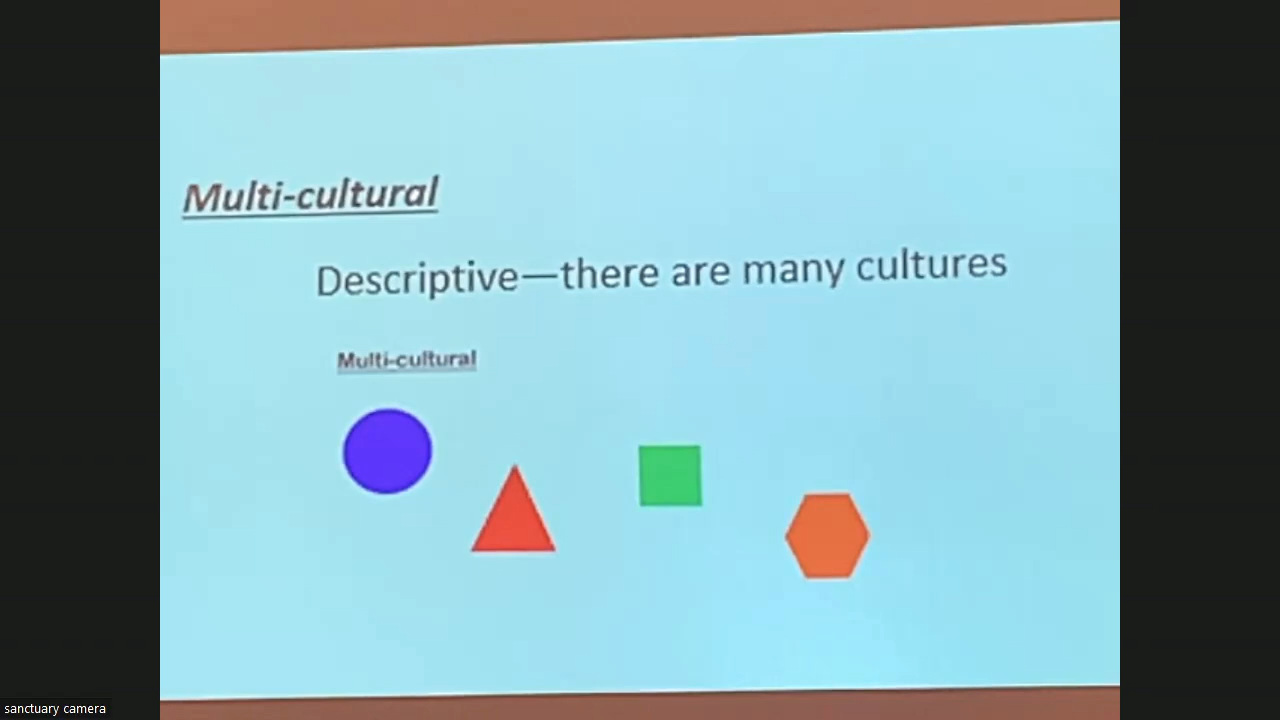 Multi-cultural
Descriptive—there are many cultures
Multi-cultural
sanctuary camera